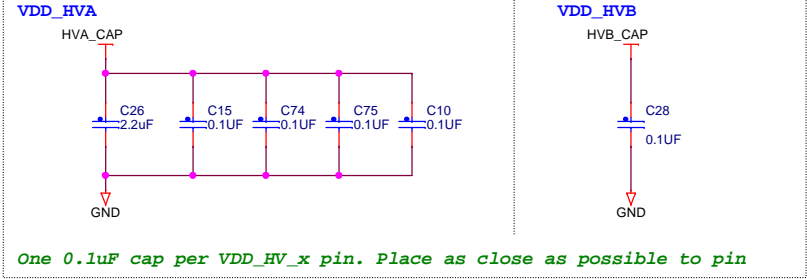 VDD_HVA
VDD_HVB
HVA_CAP
HVB_CAP
C26
C15
C74
C75
C10
C28
2.2uF
0.1UF
0.1UF
0.1UF
0.1UF
0.1UF
GND
GND
One 0.1uF cap per VDD_HV_x pin. Place as close as possible to pin